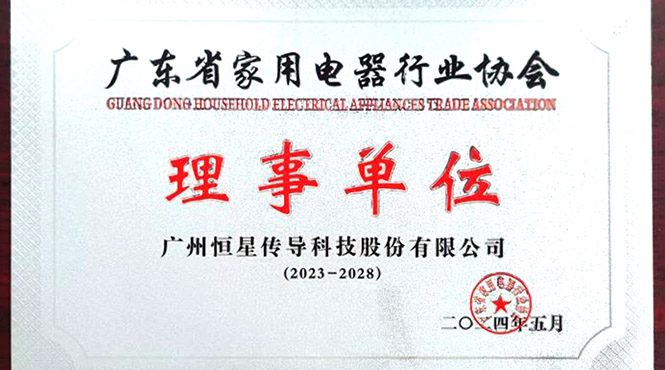 广东省家用电器行业协会
GUANG DONG HOUSEHOLD ELECTRICAL APPLIANCES TRADE ASSOCIATION
理事单位
广州恒星传导科技股份有限公司
(2023-2028)
二〇二四年五月